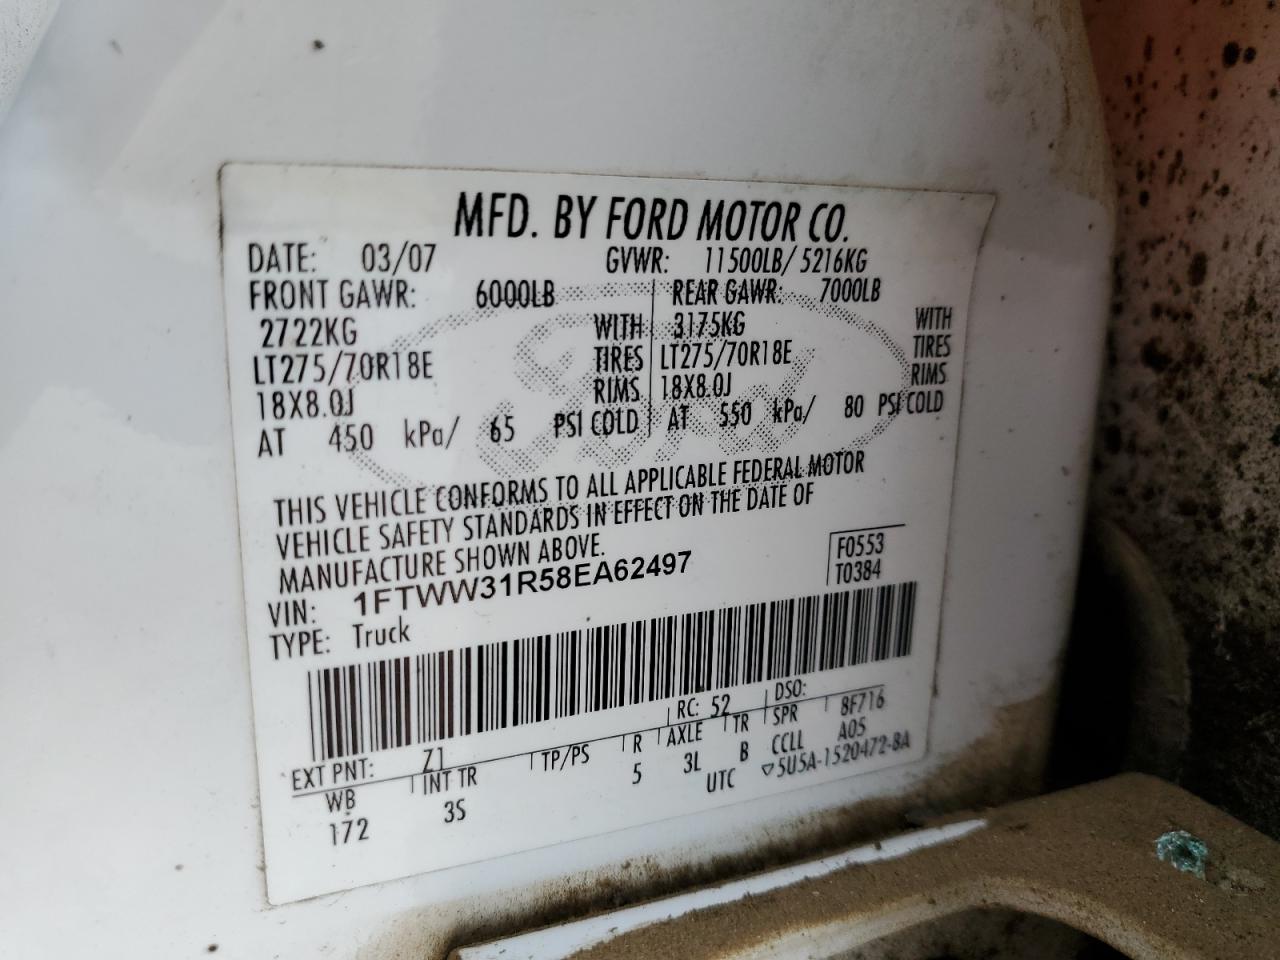 MFD. BY FORD MOTOR CO.
DATE: 03/07 GVWR: 11500LB/ 5216KG
FRONT GAWR: 6000LB REAR GAWR: 7000LB
2722KG WITH 3175KG WITH
LT275/70R18E TIRES LT275/70R18E TIRES
18X8.0J RIMS 18X8.0J RIMS
AT 450 kPa/ 65 PSI COLD AT 550 kPa/ 80 PSI COLD
THIS VEHICLE CONFORMS TO ALL APPLICABLE FEDERAL MOTOR
VEHICLE SAFETY STANDARDS IN EFFECT ON THE DATE OF
MANUFACTURE SHOWN ABOVE.
F0553
VIN: 1FTWW31R58EA62497 T0384
TYPE: Truck
EXT PNT: Z1 RC: 52 DSO:
WB INT TR TP/PS R AXLE TR SPR 8F716
172 3S 5 3L B CCLL A05
UTC ▽5U5A-1520472-BA